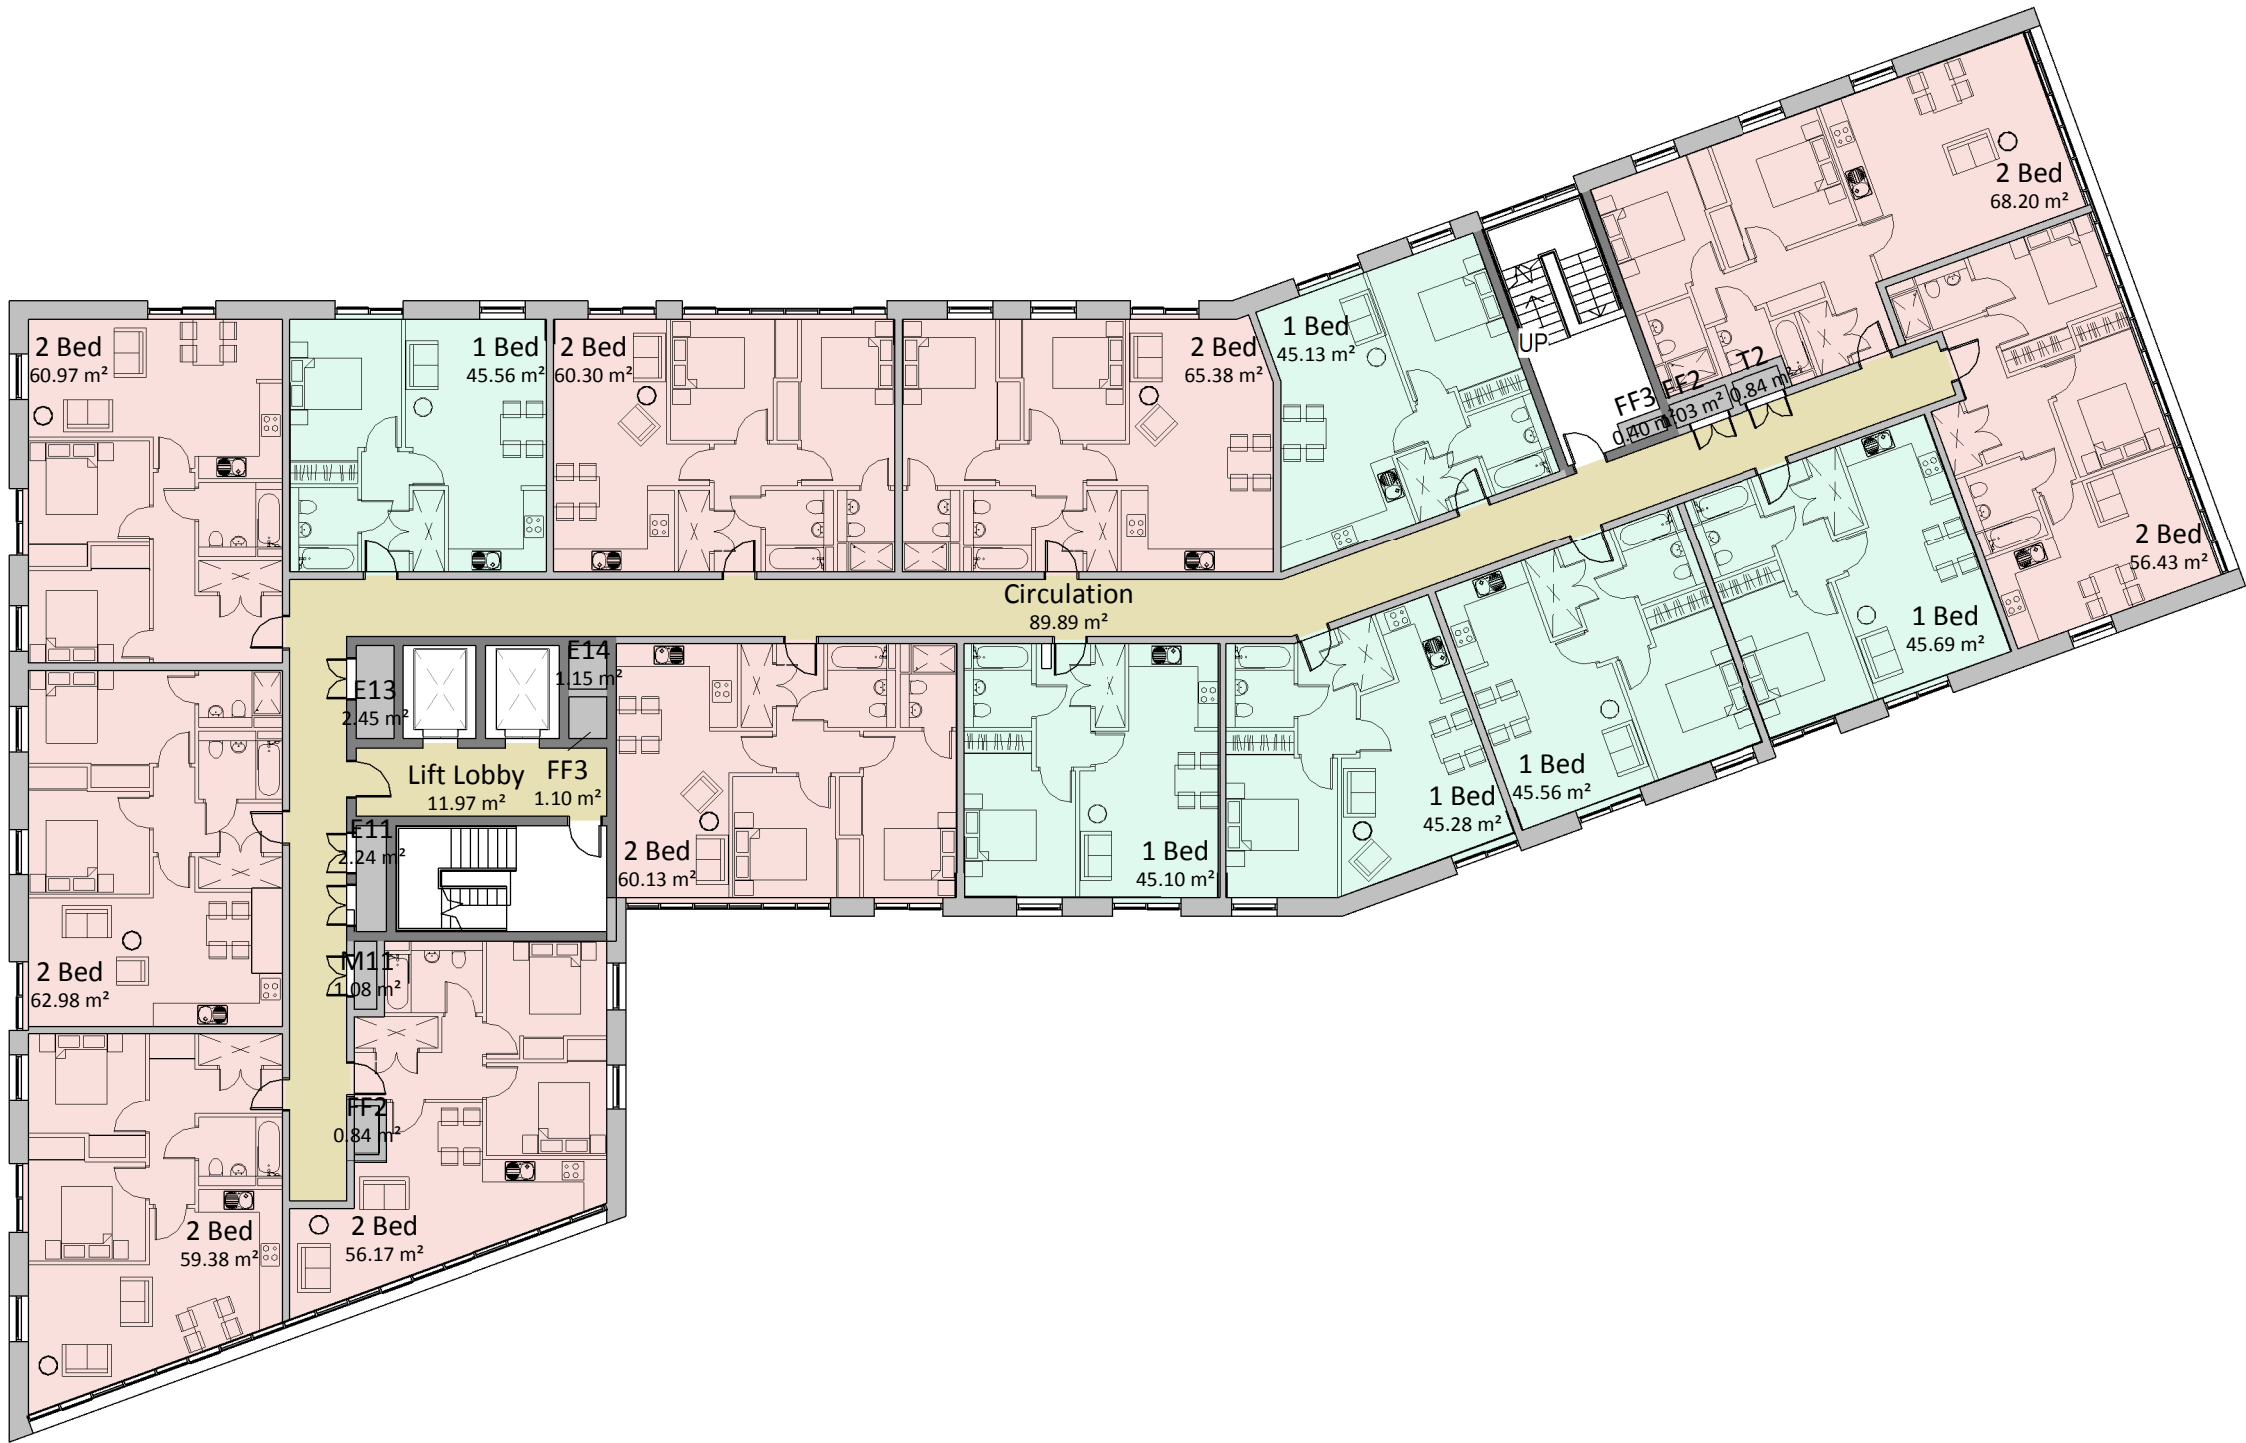 2 Bed
68.20 m²
2 Bed
60.97 m²
1 Bed
45.56 m²
2 Bed
60.30 m²
2 Bed
65.38 m²
1 Bed
45.13 m²
UP
FF3
0.40 m²
FF2
1.03 m²
T2
0.84 m²
2 Bed
56.43 m²
Circulation
89.89 m²
1 Bed
45.69 m²
E13
2.45 m²
E14
1.15 m²
Lift Lobby
11.97 m²
FF3
1.10 m²
1 Bed
45.56 m²
1 Bed
45.28 m²
E11
2.24 m²
2 Bed
60.13 m²
1 Bed
45.10 m²
2 Bed
62.98 m²
M11
1.08 m²
FF2
0.84 m²
2 Bed
59.38 m²
2 Bed
56.17 m²